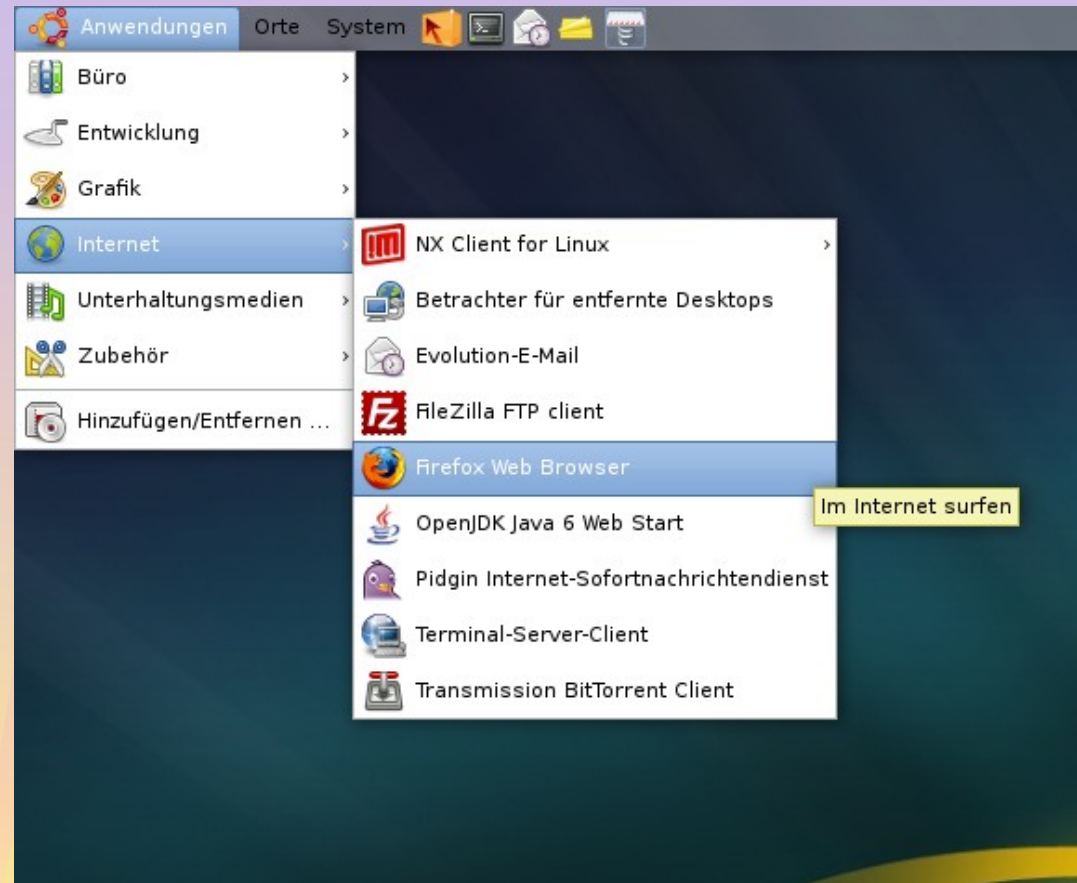 Anwendungen Orte System
Büro
Entwicklung
Grafik
Internet
Unterhaltungsmedien
Zubehör
Hinzufügen/Entfernen ...
NX Client for Linux
Betrachter für entfernte Desktops
Evolution-E-Mail
FileZilla FTP client
Firefox Web Browser
Im Internet surfen
OpenJDK Java 6 Web Start
Pidgin Internet-Sofortnachrichtendienst
Terminal-Server-Client
Transmission BitTorrent Client